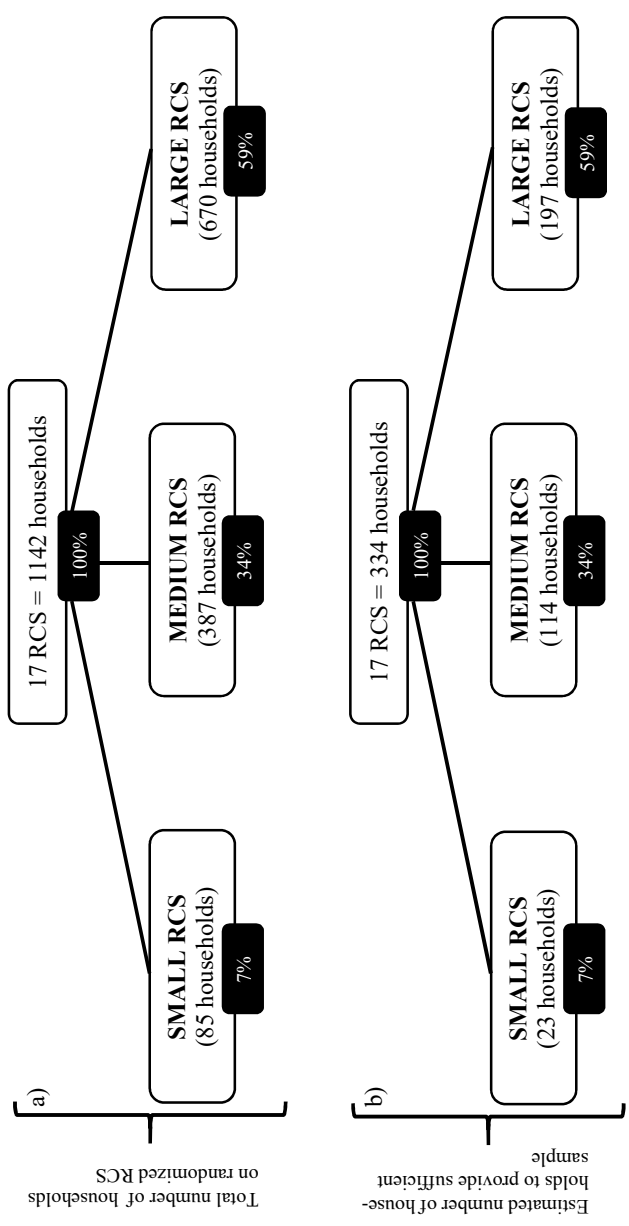 a)
Total number of households
on randomized RCS
17 RCS = 1142 households
100%
SMALL RCS
(85 households)
7%
MEDIUM RCS
(387 households)
34%
LARGE RCS
(670 households)
59%
b)
Estimated number of house-
holds to provide sufficient
sample
17 RCS = 334 households
100%
SMALL RCS
(23 households)
7%
MEDIUM RCS
(114 households)
34%
LARGE RCS
(197 households)
59%